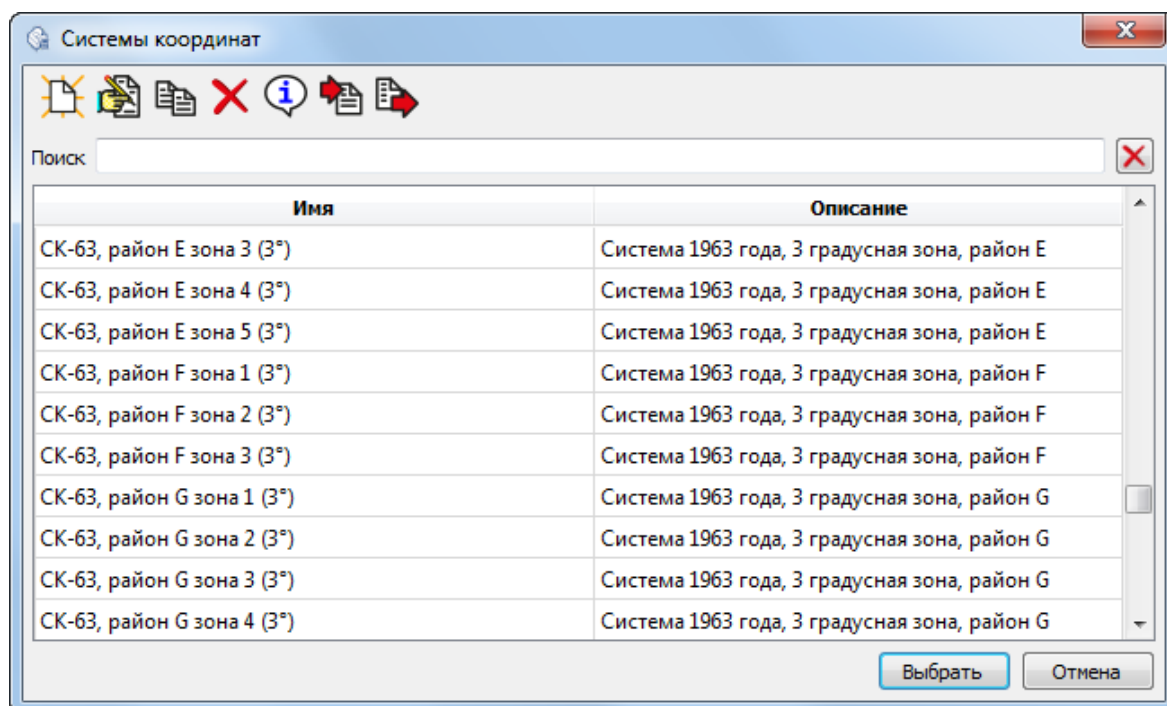 Системы координат
Поиск
Имя Описание
СК-63, район E зона 3 (3°) Система 1963 года, 3 градусная зона, район E
СК-63, район E зона 4 (3°) Система 1963 года, 3 градусная зона, район E
СК-63, район E зона 5 (3°) Система 1963 года, 3 градусная зона, район E
СК-63, район F зона 1 (3°) Система 1963 года, 3 градусная зона, район F
СК-63, район F зона 2 (3°) Система 1963 года, 3 градусная зона, район F
СК-63, район F зона 3 (3°) Система 1963 года, 3 градусная зона, район F
СК-63, район G зона 1 (3°) Система 1963 года, 3 градусная зона, район G
СК-63, район G зона 2 (3°) Система 1963 года, 3 градусная зона, район G
СК-63, район G зона 3 (3°) Система 1963 года, 3 градусная зона, район G
СК-63, район G зона 4 (3°) Система 1963 года, 3 градусная зона, район G
Выбрать Отмена